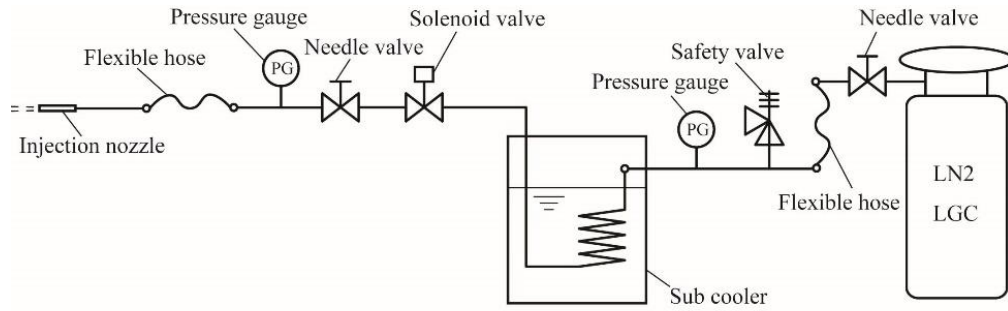 Pressure gauge
Solenoid valve
Needle valve
Flexible hose
PG
Injection nozzle
Needle valve
Safety valve
Pressure gauge
PG
Flexible hose
LN2
LGC
Sub cooler